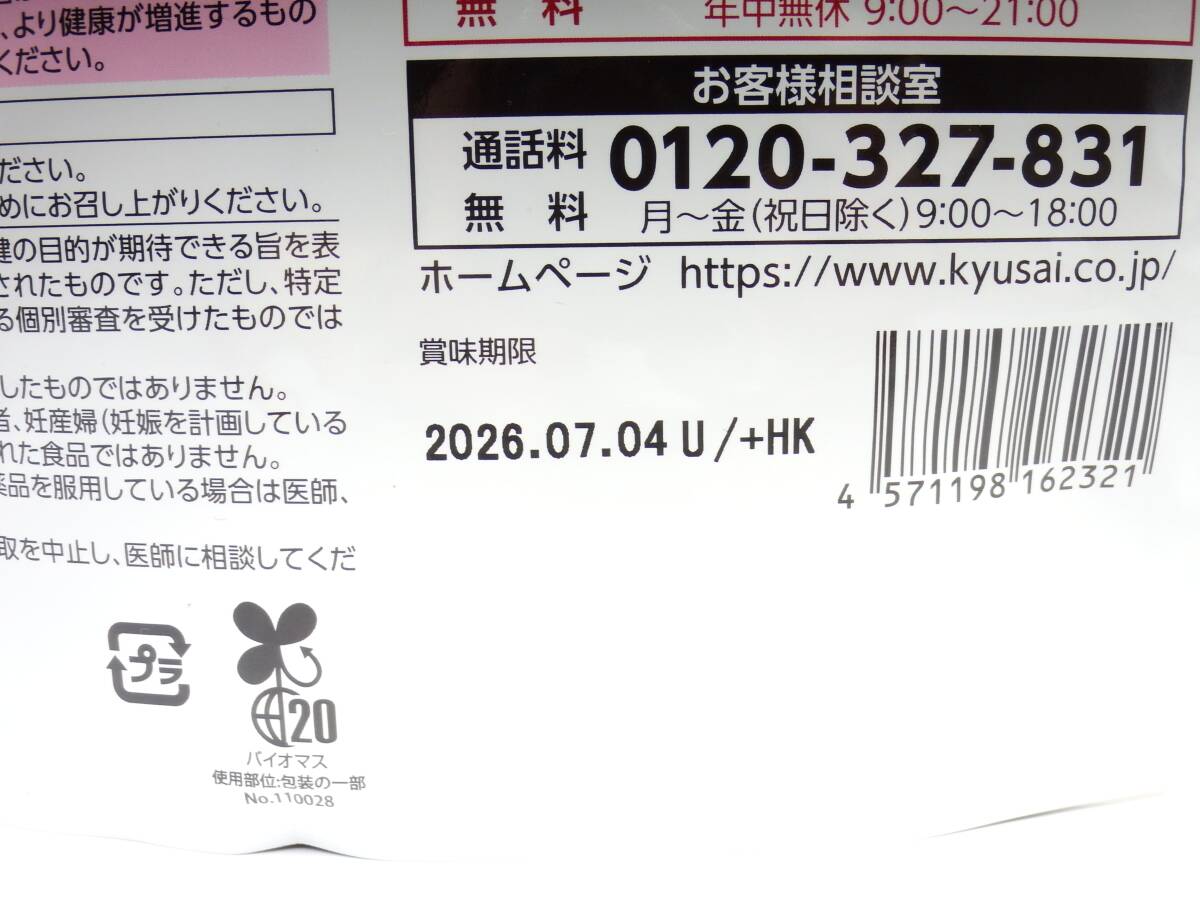 、より健康が増進するもの
ください。
ださい。
めにお召し上がりください。
健の目的が期待できる旨を表
されたものです。ただし、特定
る個別審査を受けたものでは
したものではありません。
者、妊産婦(妊娠を計画している
れた食品ではありません。
薬品を服用している場合は医師、
取を中止し、医師に相談してくだ
プラ
20
バイオマス
使用部位:包装の一部
No.110028
無料 年中無休 9:00～21:00
お客様相談室
通話料 0120-327-831
無料 月～金(祝日除く)9:00～18:00
ホームページ https://www.kyusai.co.jp/
賞味期限
2026.07.04 U/+HK
4 571198 162321